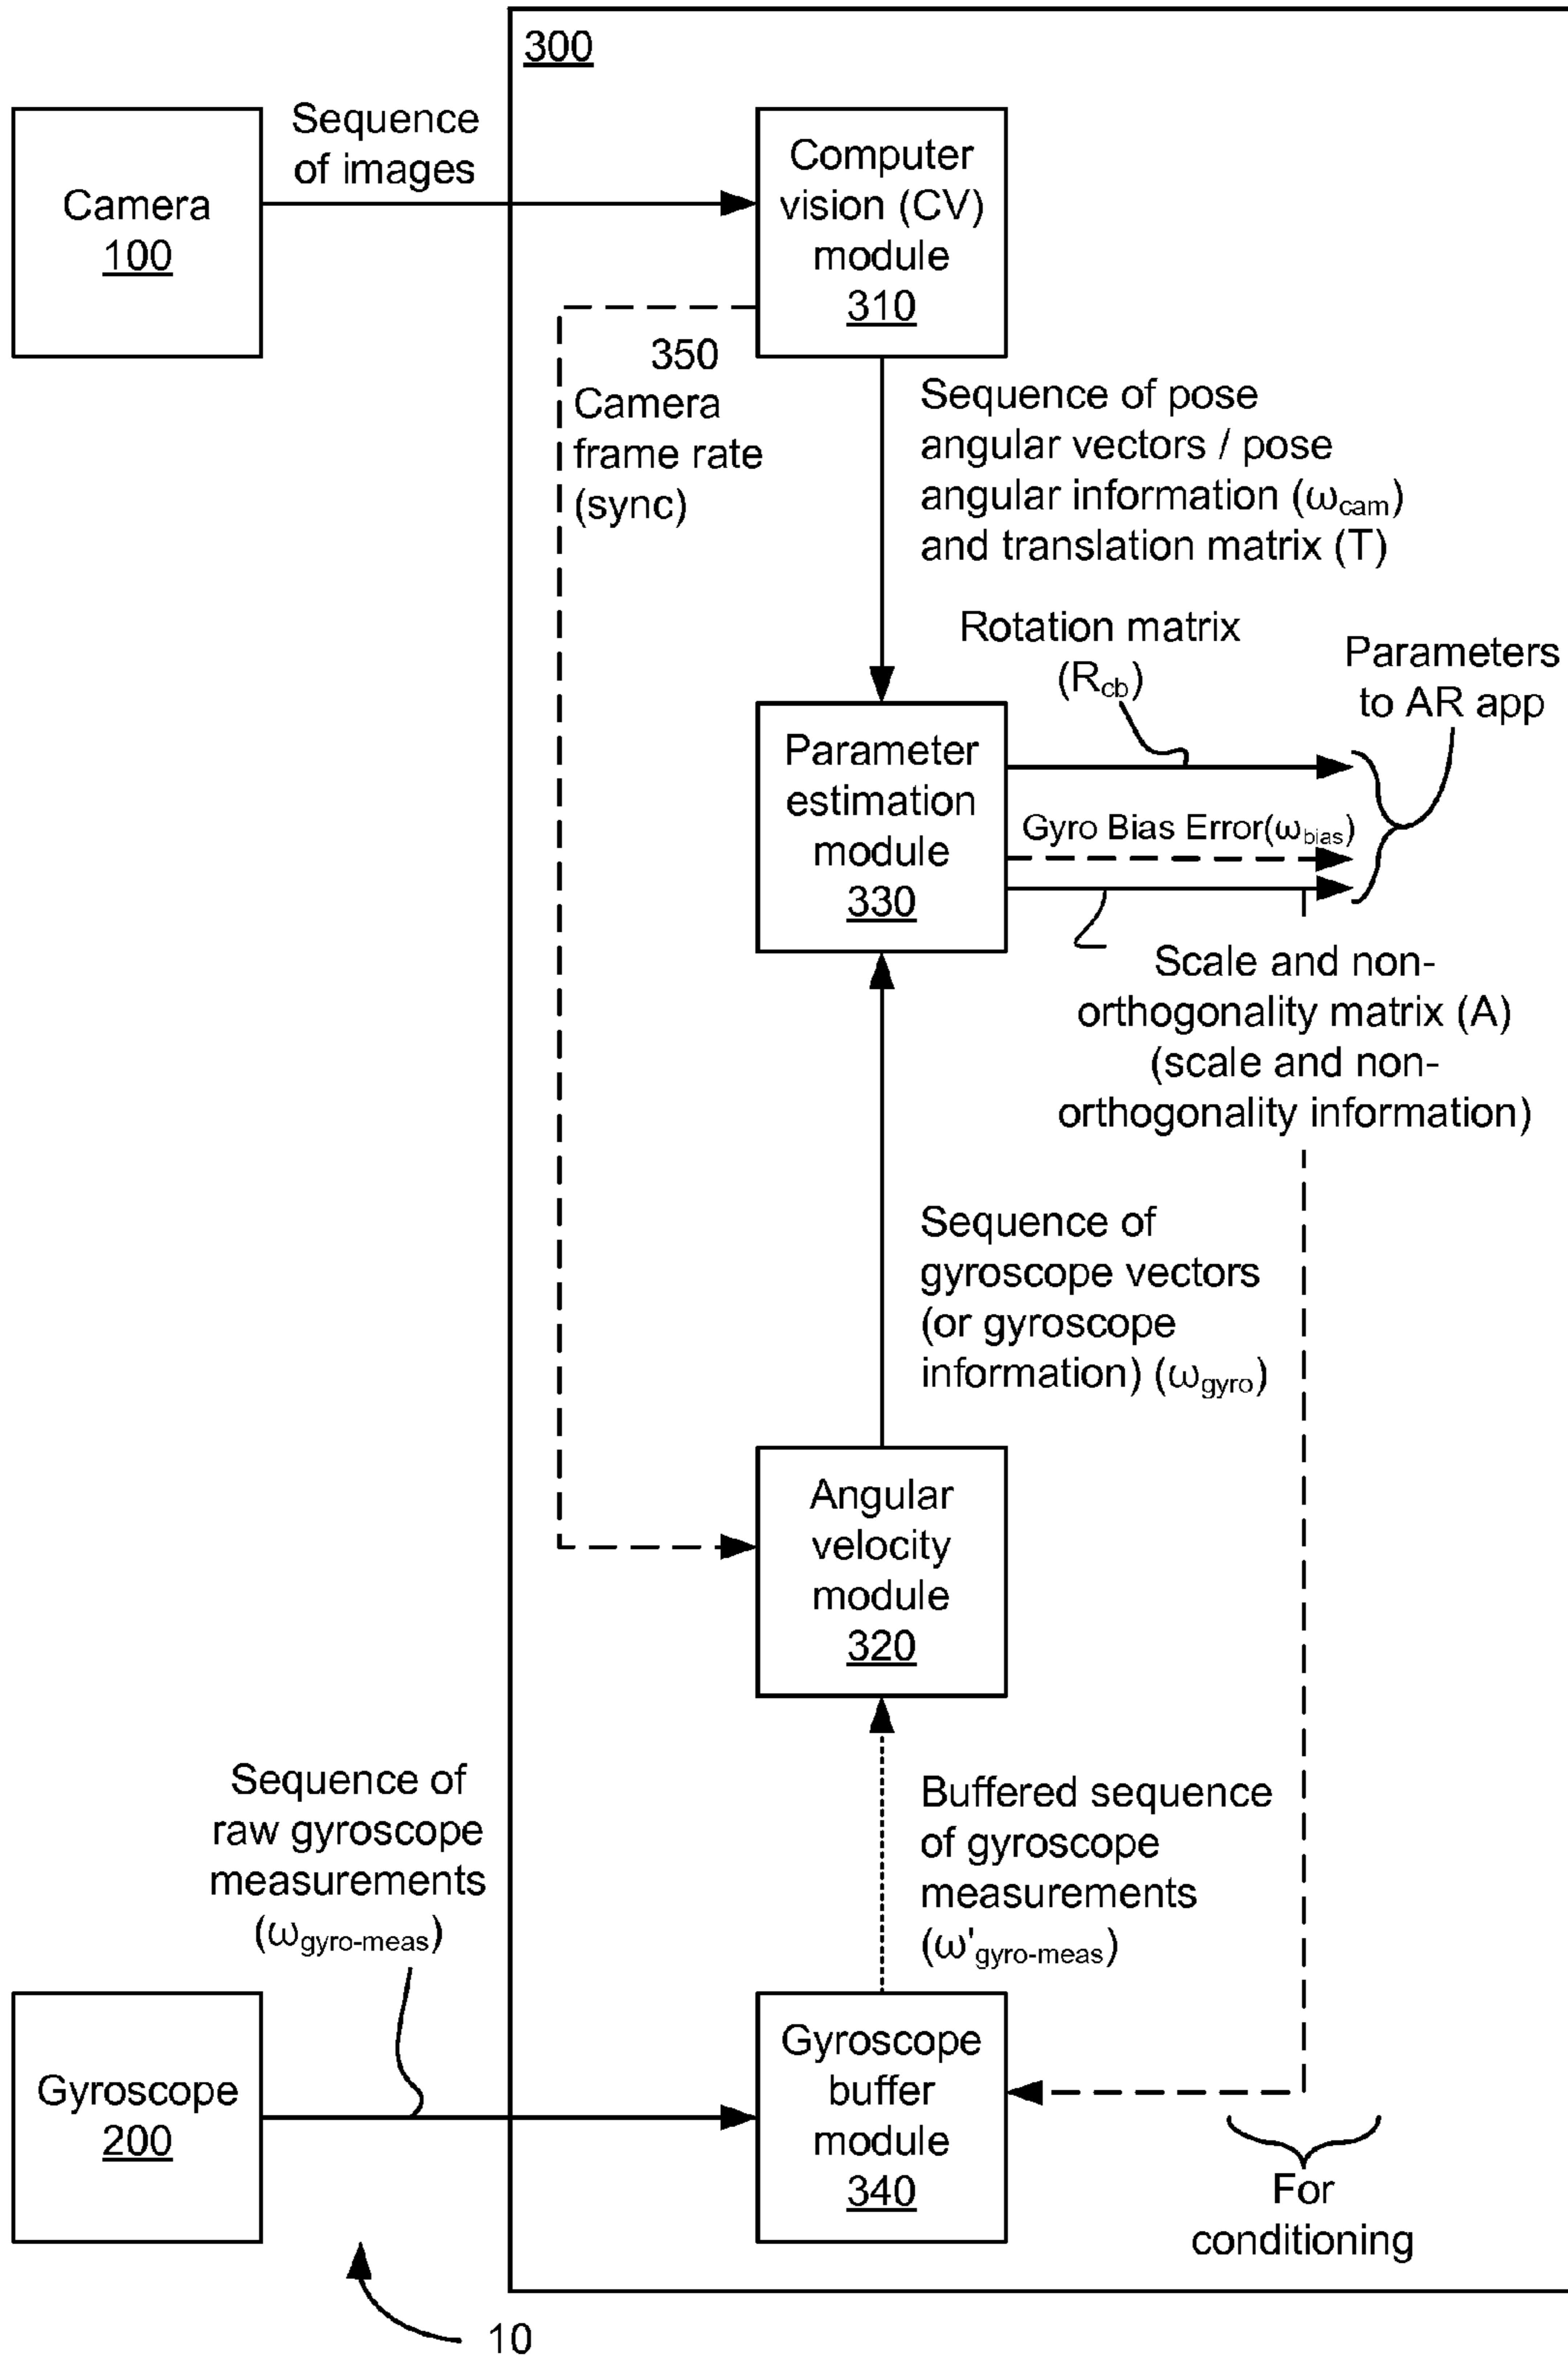 300
Sequence
of images
Camera
100
Computer
vision (CV)
module
310
350
Camera
frame rate
(sync)
Sequence of pose
angular vectors / pose
angular information (ωcam)
and translation matrix (T)
Rotation matrix
(Rcb)
Parameters
to AR app
Parameter
estimation
module
330
Gyro Bias Error(ωbias)
Scale and non-
orthogonality matrix (A)
(scale and non-
orthogonality information)
Sequence of
gyroscope vectors
(or gyroscope
information) (ωgyro)
Angular
velocity
module
320
Sequence of
raw gyroscope
measurements
(ωgyro-meas)
Buffered sequence
of gyroscope
measurements
(ω'gyro-meas)
Gyroscope
200
Gyroscope
buffer
module
340
For
conditioning
10